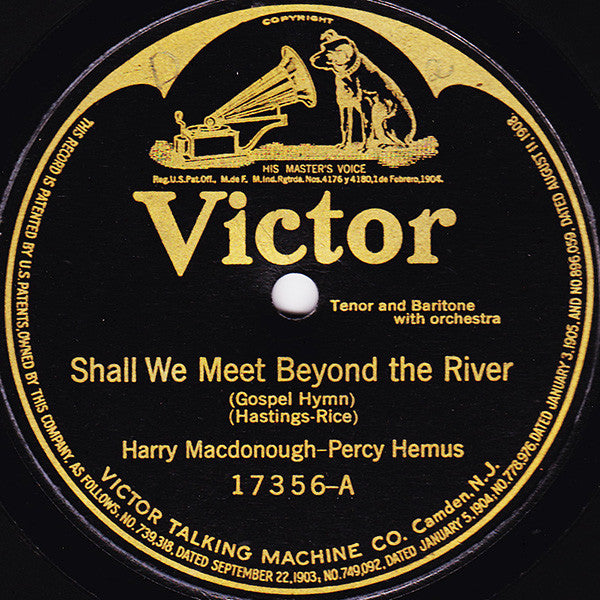 COPYRIGHT
HIS MASTER'S VOICE
Reg.U.S.Pat.Off., M.de F. M.Ind.Rgtrda.Nos.4176 y 4180,1 de Febrero,1904.
Victor
Tenor and Baritone
with orchestra
Shall We Meet Beyond the River
(Gospel Hymn)
(Hastings-Rice)
Harry Macdonough-Percy Hemus
17356-A
VICTOR TALKING MACHINE CO. Camden, N.J.
THIS RECORD IS PATENTED BY U.S. PATENTS, OWNED BY THIS COMPANY, AS FOLLOWS; NO. 739,318, DATED SEPTEMBER 22, 1903; NO. 749,092, DATED JANUARY 5, 1904; NO. 778,976, DATED JANUARY 3, 1905, AND NO. 896,059, DATED AUGUST 11, 1908.